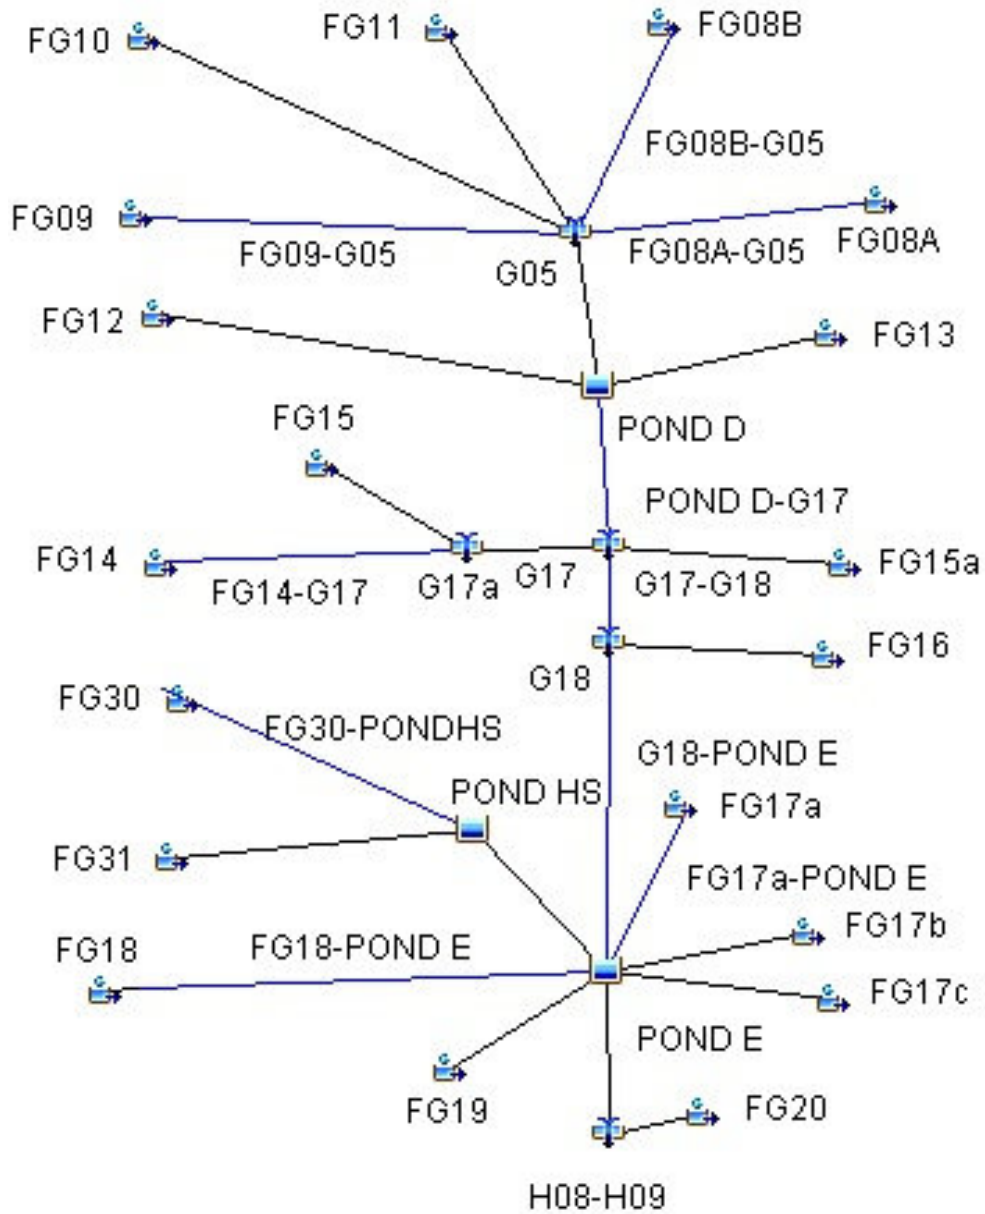 FG10
FG11
FG08B
FG08B-G05
FG09
FG09-G05
G05
FG08A-G05
FG08A
FG12
FG13
POND D
FG15
POND D-G17
FG14
FG14-G17
G17a
G17
G17-G18
FG15a
G18
FG16
FG30
FG30-PONDHS
G18-POND E
POND HS
FG17a
FG31
FG17a-POND E
FG17b
FG18
FG18-POND E
FG17c
POND E
FG19
FG20
H08-H09